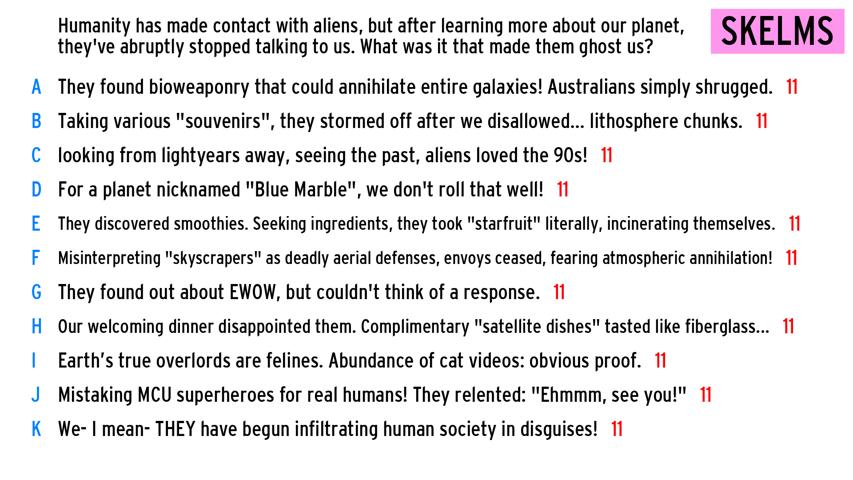 Humanity has made contact with aliens, but after learning more about our planet,
they've abruptly stopped talking to us. What was it that made them ghost us?
SKELMS
A They found bioweaponry that could annihilate entire galaxies! Australians simply shrugged. 11
B Taking various "souvenirs", they stormed off after we disallowed... lithosphere chunks. 11
C looking from lightyears away, seeing the past, aliens loved the 90s! 11
D For a planet nicknamed "Blue Marble", we don't roll that well! 11
E They discovered smoothies. Seeking ingredients, they took "starfruit" literally, incinerating themselves. 11
F Misinterpreting "skyscrapers" as deadly aerial defenses, envoys ceased, fearing atmospheric annihilation! 11
G They found out about EWOW, but couldn't think of a response. 11
H Our welcoming dinner disappointed them. Complimentary "satellite dishes" tasted like fiberglass... 11
I Earth’s true overlords are felines. Abundance of cat videos: obvious proof. 11
J Mistaking MCU superheroes for real humans! They relented: "Ehmmm, see you!" 11
K We- I mean- THEY have begun infiltrating human society in disguises! 11